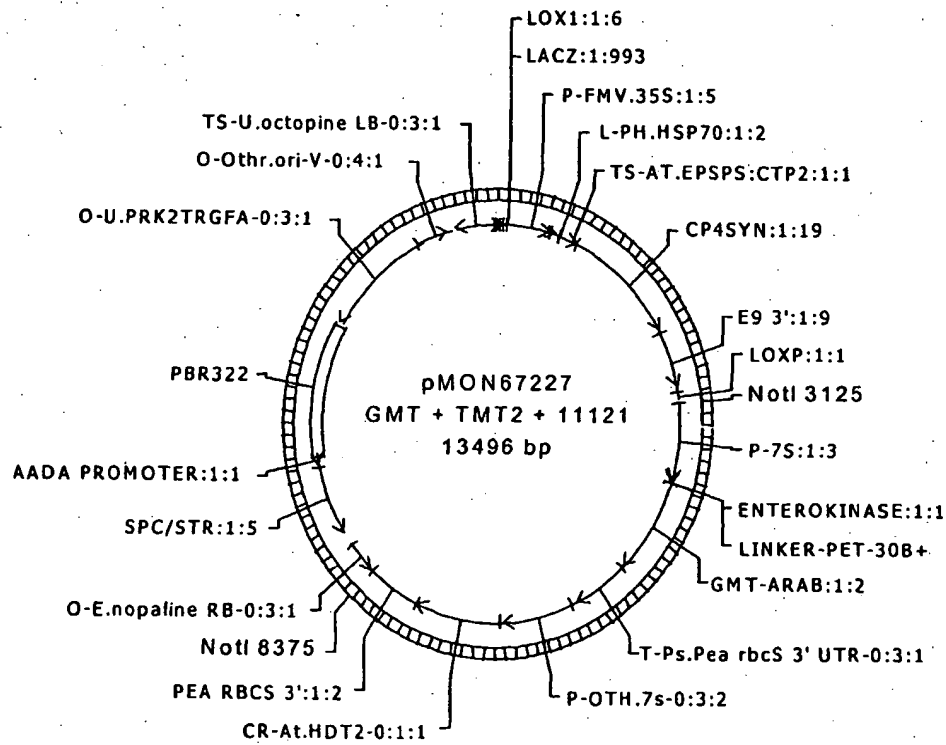 LOX1:1:6
LACZ:1:993
P-FMV.35S:1:5
L-PH.HSP70:1:2
TS-AT.EPSPS:CTP2:1:1
CP4SYN:1:19
E9 3':1:9
LOXP:1:1
NotI 3125
P-7S:1:3
ENTEROKINASE:1:1
LINKER-PET-30B+
GMT-ARAB:1:2
T-Ps.Pea rbcS 3' UTR-0:3:1
P-OTH.7s-0:3:2
CR-At.HDT2-0:1:1
PEA RBCS 3':1:2
NotI 8375
O-E.nopaline RB-0:3:1
SPC/STR:1:5
AADA PROMOTER:1:1
PBR322
O-U.PRK2TRGFA-0:3:1
O-Othr.ori-V-0:4:1
TS-U.octopine LB-0:3:1
pMON67227
GMT + TMT2 + 11121
13496 bp